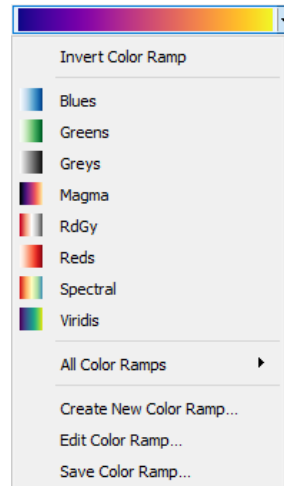 Invert Color Ramp
Blues
Greens
Greys
Magma
RdGy
Reds
Spectral
Viridis
All Color Ramps
Create New Color Ramp...
Edit Color Ramp...
Save Color Ramp...